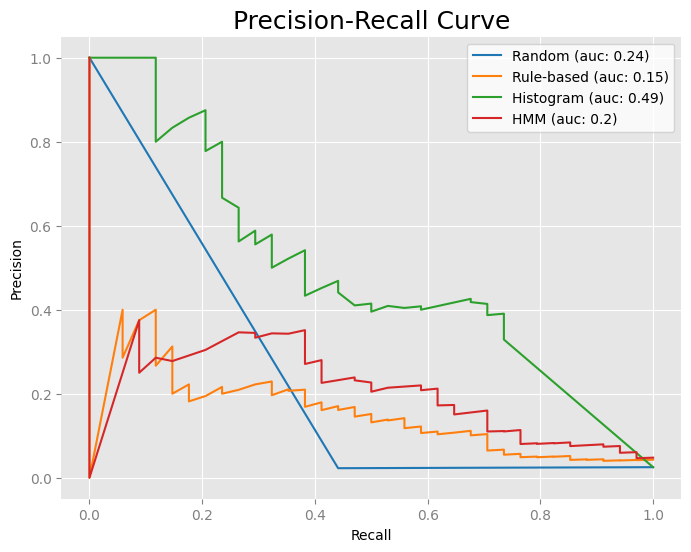 Precision-Recall Curve
Random (auc: 0.24)
Rule-based (auc: 0.15)
Histogram (auc: 0.49)
HMM (auc: 0.2)
1.0
0.8
0.6
0.4
0.2
0.0
Precision
0.0 0.2 0.4 0.6 0.8 1.0
Recall